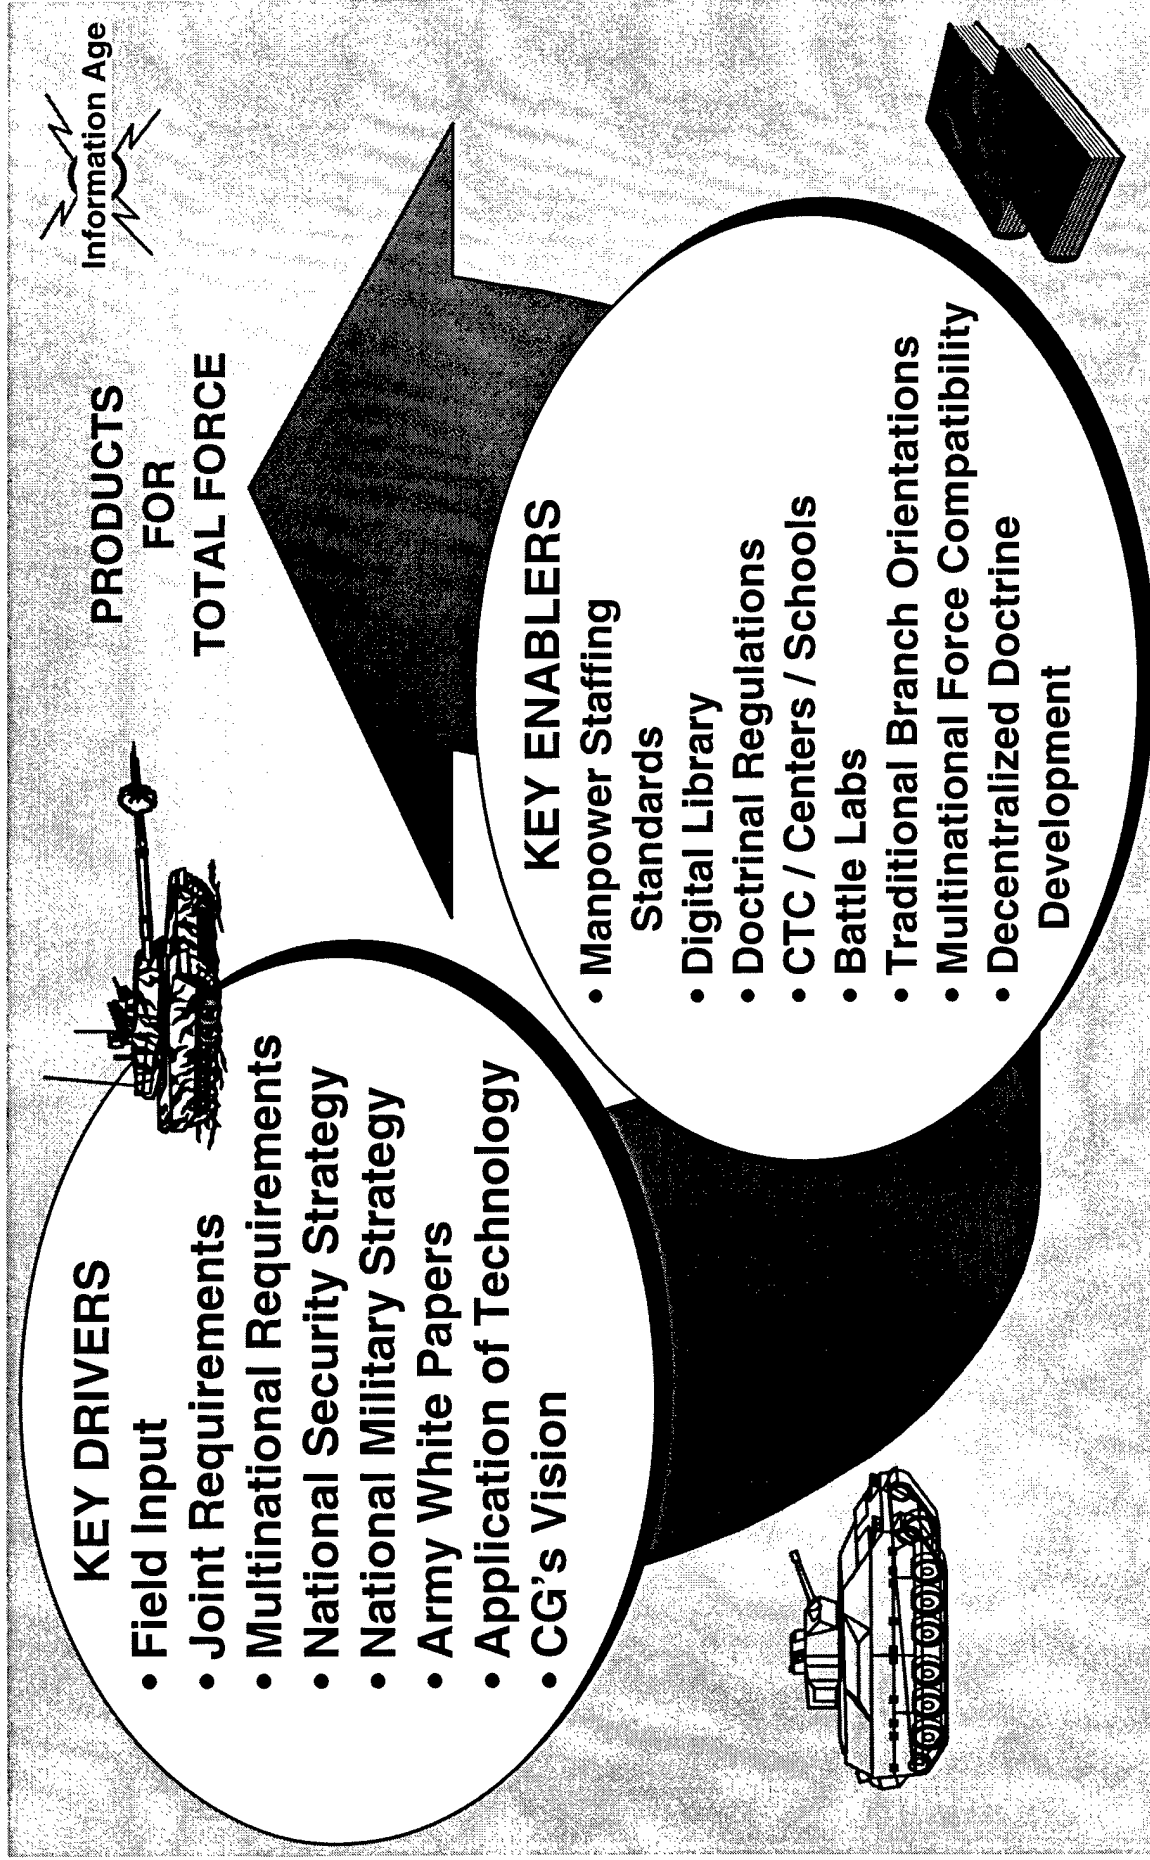 KEY DRIVERS
• Field Input
• Joint Requirements
• Multinational Requirements
• National Security Strategy
• National Military Strategy
• Army White Papers
• Application of Technology
• CG's Vision
PRODUCTS
FOR
TOTAL FORCE
Information Age
KEY ENABLERS
• Manpower Staffing
Standards
• Digital Library
• Doctrinal Regulations
• CTC / Centers / Schools
• Battle Labs
• Traditional Branch Orientations
• Multinational Force Compatibility
• Decentralized Doctrine
Development